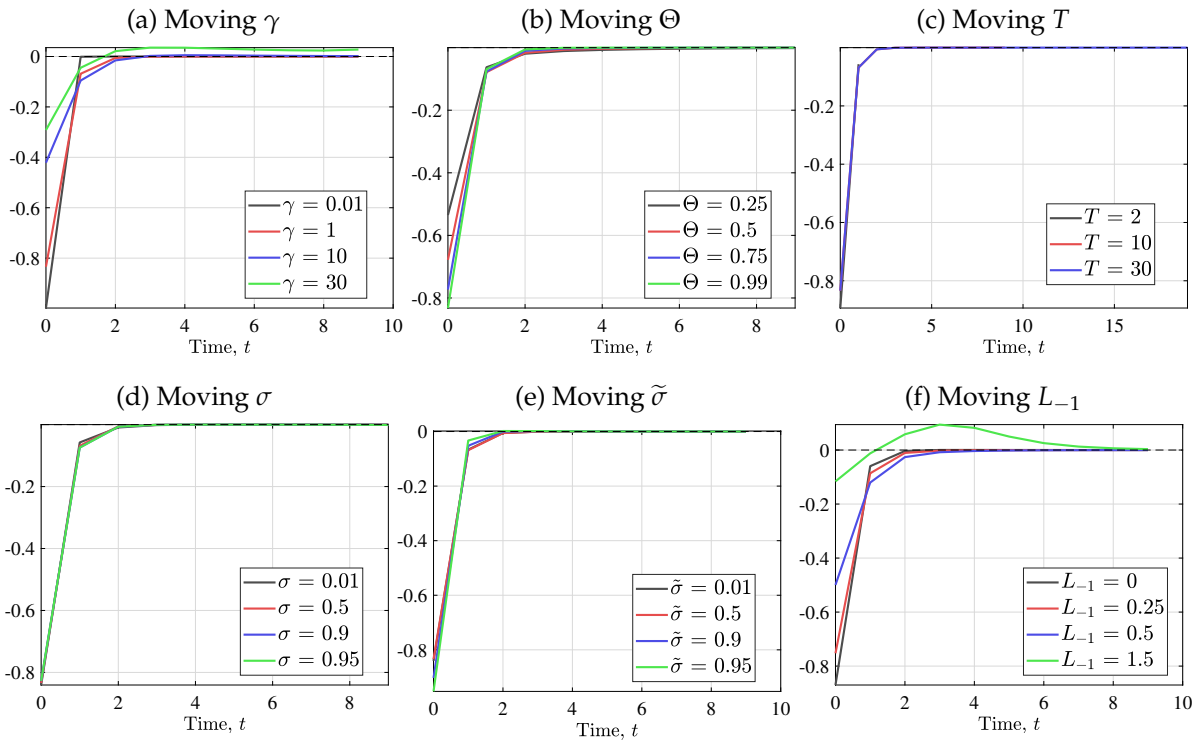 (a) Moving γ
0
-0.2
-0.4
-0.6
-0.8
γ = 0.01
γ = 1
γ = 10
γ = 30
0 2 4 6 8 10
Time, t
(b) Moving Θ
-0.2
-0.4
-0.6
-0.8
Θ = 0.25
Θ = 0.5
Θ = 0.75
Θ = 0.99
0 2 4 6 8
Time, t
(c) Moving T
-0.2
-0.4
-0.6
-0.8
T = 2
T = 10
T = 30
0 5 10 15
Time, t
(d) Moving σ
-0.2
-0.4
-0.6
-0.8
σ = 0.01
σ = 0.5
σ = 0.9
σ = 0.95
0 2 4 6 8
Time, t
(e) Moving σ̃
0
-0.2
-0.4
-0.6
-0.8
σ̃ = 0.01
σ̃ = 0.5
σ̃ = 0.9
σ̃ = 0.95
0 2 4 6 8 10
Time, t
(f) Moving L₋₁
0
-0.2
-0.4
-0.6
-0.8
L₋₁ = 0
L₋₁ = 0.25
L₋₁ = 0.5
L₋₁ = 1.5
0 2 4 6 8 10
Time, t